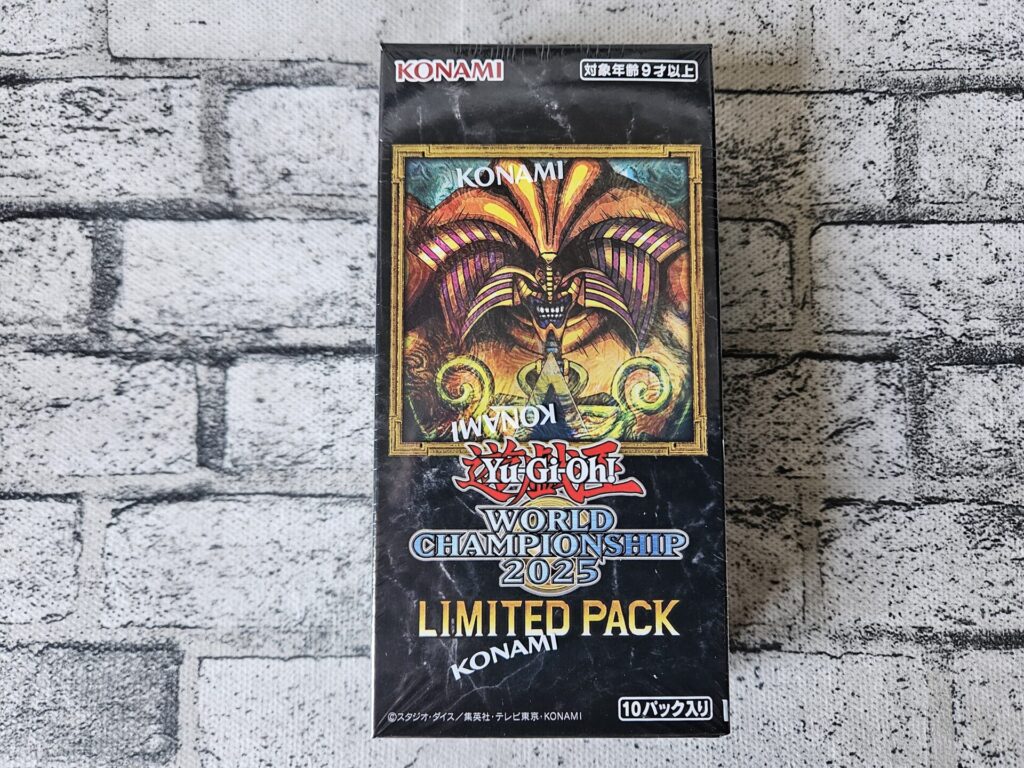 KONAMI
対象年齢9才以上
KONAMI
KONAMI
遊戯王
Yu-Gi-Oh!
WORLD
CHAMPIONSHIP
2025
LIMITED PACK
KONAMI
©スタジオ・ダイス/集英社・テレビ東京・KONAMI
10パック入り